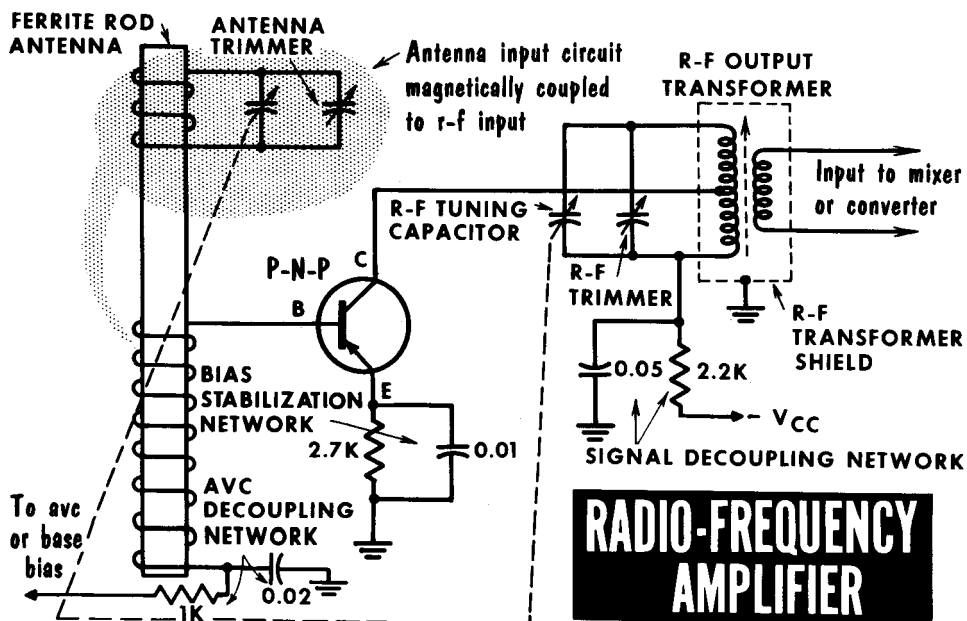 FERRITE ROD
ANTENNA
ANTENNA
TRIMMER
Antenna input circuit
magnetically coupled
to r-f input
R-F OUTPUT
TRANSFORMER
Input to mixer
or converter
R-F TUNING
CAPACITOR
R-F
TRIMMER
R-F
TRANSFORMER
SHIELD
P-N-P
C
B
E
BIAS
STABILIZATION
NETWORK
2.7K
0.01
0.05
2.2K
- VCC
SIGNAL DECOUPLING NETWORK
AVC
DECOUPLING
NETWORK
To avc
or base
bias
1K
0.02
RADIO-FREQUENCY
AMPLIFIER